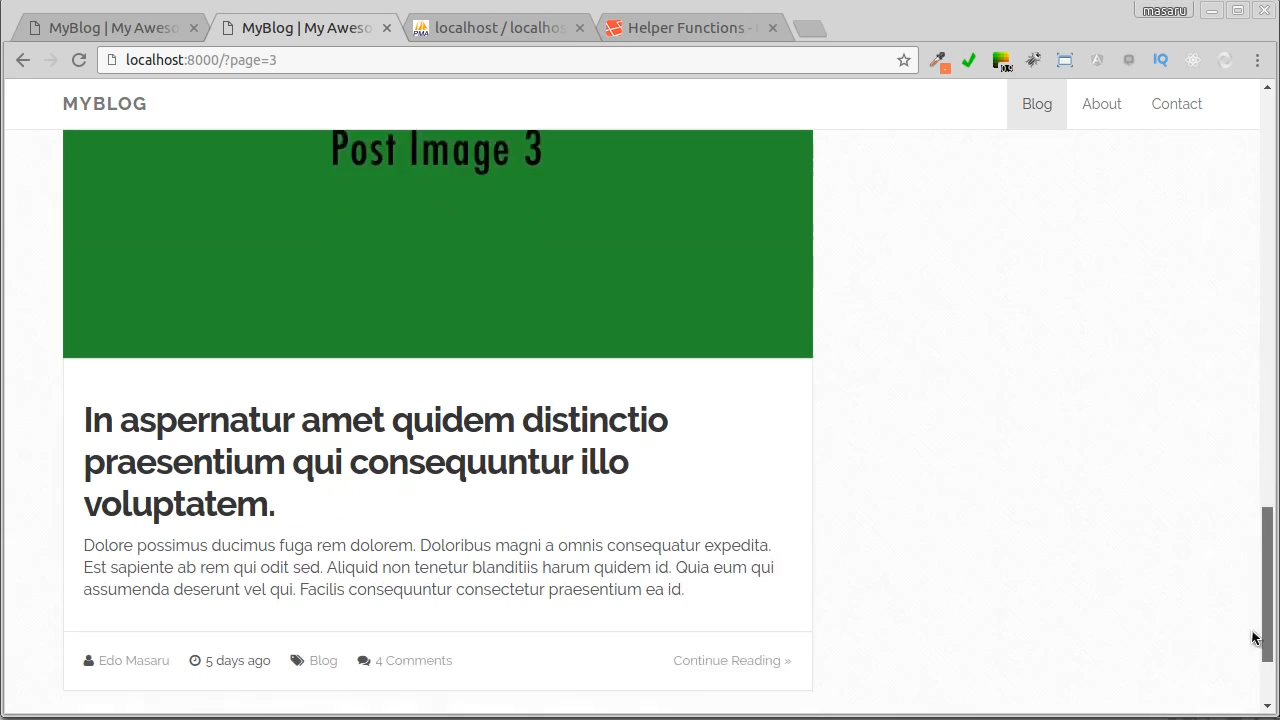 masaru
MyBlog | My Aweso
MyBlog | My Aweso
localhost / localhos
Helper Functions -
localhost:8000/?page=3
IQ
MYBLOG
Blog
About
Contact
Post Image 3
In aspernatur amet quidem distinctio
praesentium qui consequuntur illo
voluptatem.
Dolore possimus ducimus fuga rem dolorem. Doloribus magni a omnis consequatur expedita.
Est sapiente ab rem qui odit sed. Aliquid non tenetur blanditiis harum quidem id. Quia eum qui
assumenda deserunt vel qui. Facilis consequuntur consectetur praesentium ea id.
Edo Masaru 5 days ago Blog 4 Comments Continue Reading »